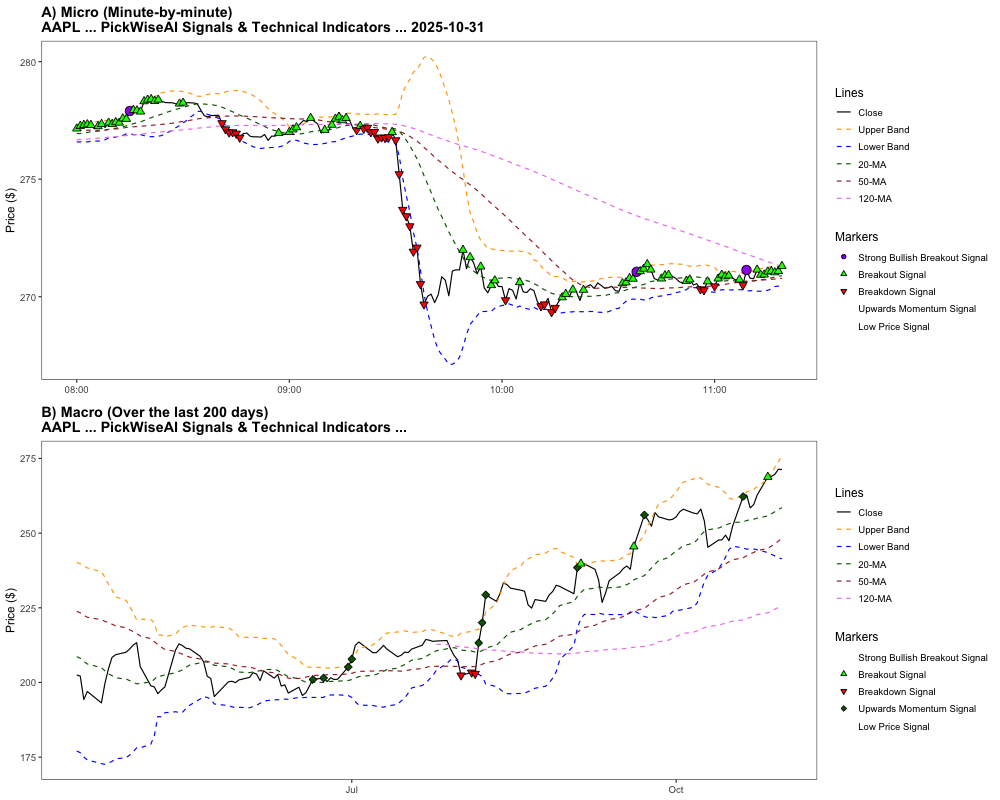 A) Micro (Minute-by-minute)
AAPL ... PickWiseAI Signals & Technical Indicators ... 2025-10-31
280
275
270
Price ($)
08:00
09:00
10:00
11:00
Lines
Close
Upper Band
Lower Band
20-MA
50-MA
120-MA
Markers
Strong Bullish Breakout Signal
Breakout Signal
Breakdown Signal
Upwards Momentum Signal
Low Price Signal
B) Macro (Over the last 200 days)
AAPL ... PickWiseAI Signals & Technical Indicators ...
275
250
225
200
175
Price ($)
Jul
Oct
Lines
Close
Upper Band
Lower Band
20-MA
50-MA
120-MA
Markers
Strong Bullish Breakout Signal
Breakout Signal
Breakdown Signal
Upwards Momentum Signal
Low Price Signal